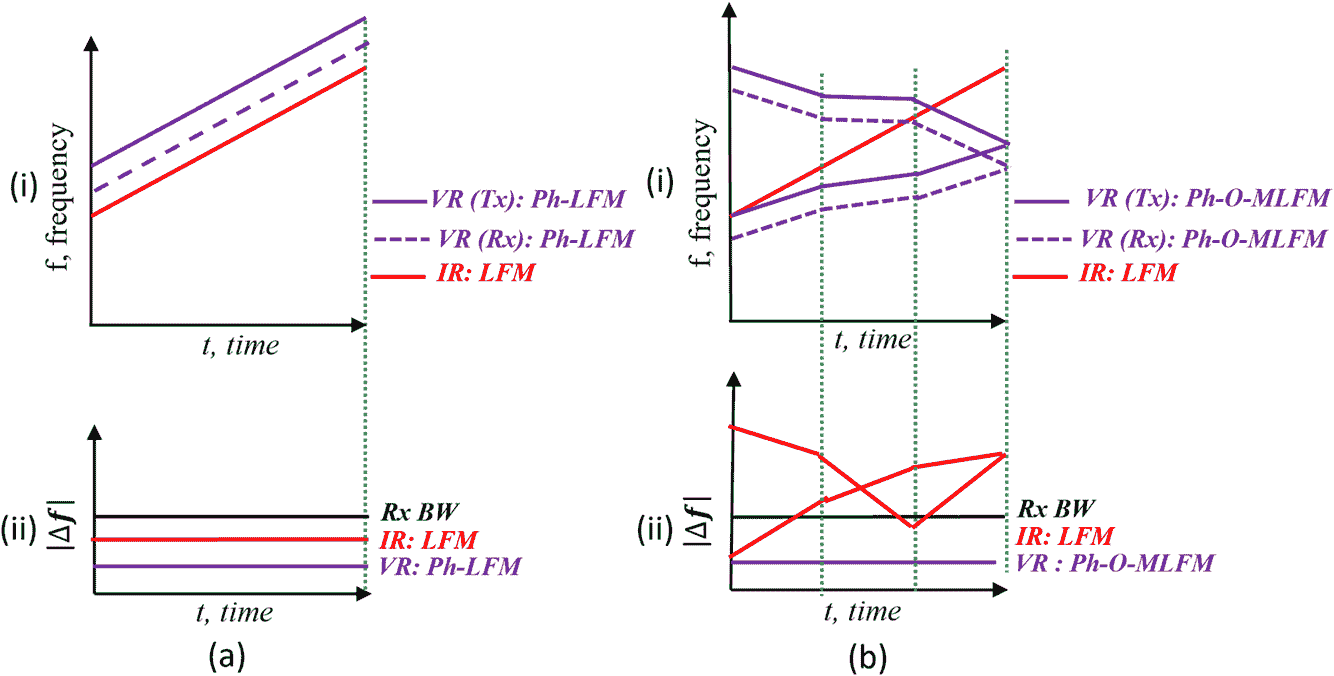 (i)
f, frequency
VR (Tx): Ph-LFM
VR (Rx): Ph-LFM
IR: LFM
t, time
(ii)
|Δf|
Rx BW
IR: LFM
VR: Ph-LFM
t, time
(a)
(i)
f, frequency
VR (Tx): Ph-O-MLFM
VR (Rx): Ph-O-MLFM
IR: LFM
t, time
(ii)
|Δf|
Rx BW
IR: LFM
VR : Ph-O-MLFM
t, time
(b)